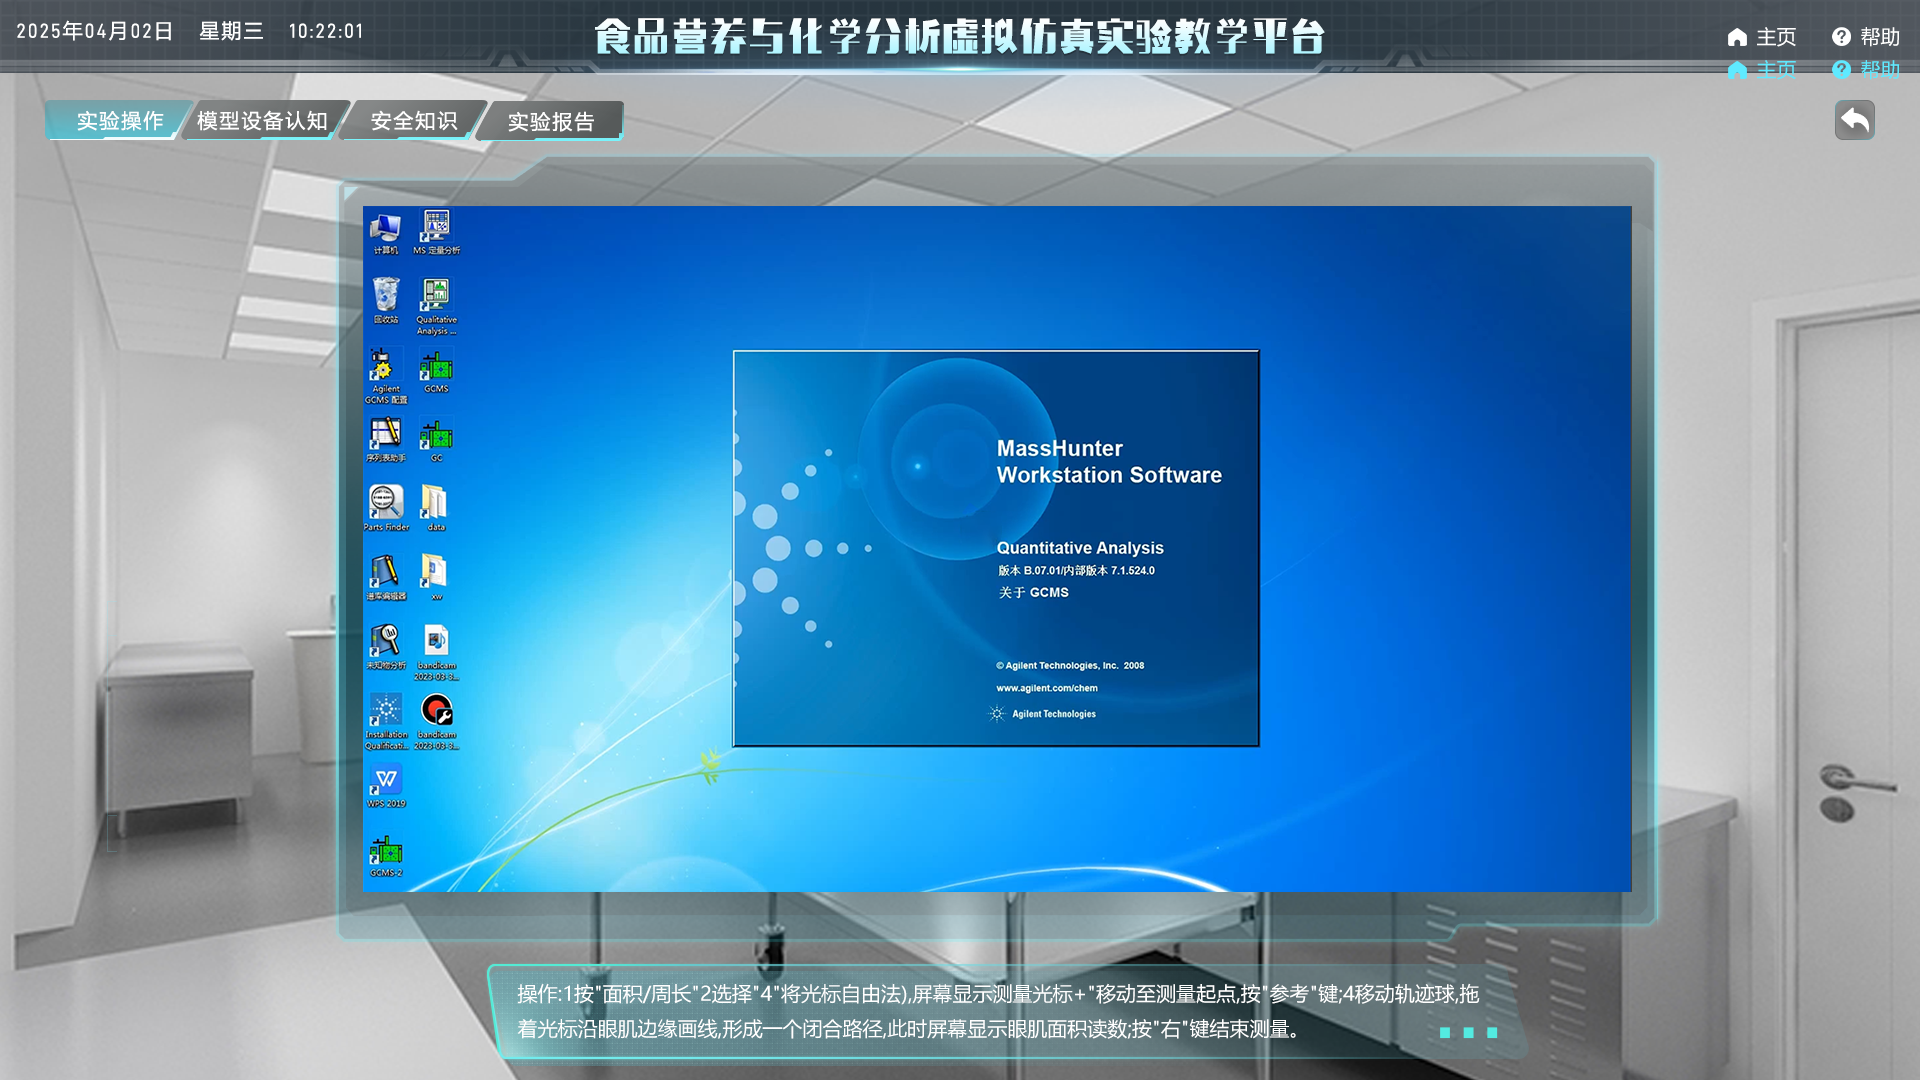 2025年04月02日 星期三 10:22:01
食品营养与化学分析虚拟仿真实验教学平台
主页 帮助
主页 帮助
实验操作 模型设备认知 安全知识 实验报告
计算机 MS 定量分析
回收站 Qualitative
Analysis ...
Agilent
GCMS 配置
GCMS
序列表助手 GC
Parts Finder data
谱库编辑器 xw
未知物分析 bandicam
2023-03-3...
Installation
Qualificati...
bandicam
2023-03-3...
WPS 2019
GCMS-2
MassHunter
Workstation Software
Quantitative Analysis
版本 B.07.01/内部版本 7.1.524.0
关于 GCMS
© Agilent Technologies, Inc. 2008
www.agilent.com/chem
Agilent Technologies
操作:1按"面积/周长"2选择"4"将光标自由法),屏幕显示测量光标+"移动至测量起点,按"参考"键;4移动轨迹球,拖
着光标沿眼肌边缘画线,形成一个闭合路径,此时屏幕显示眼肌面积读数;按"右"键结束测量。